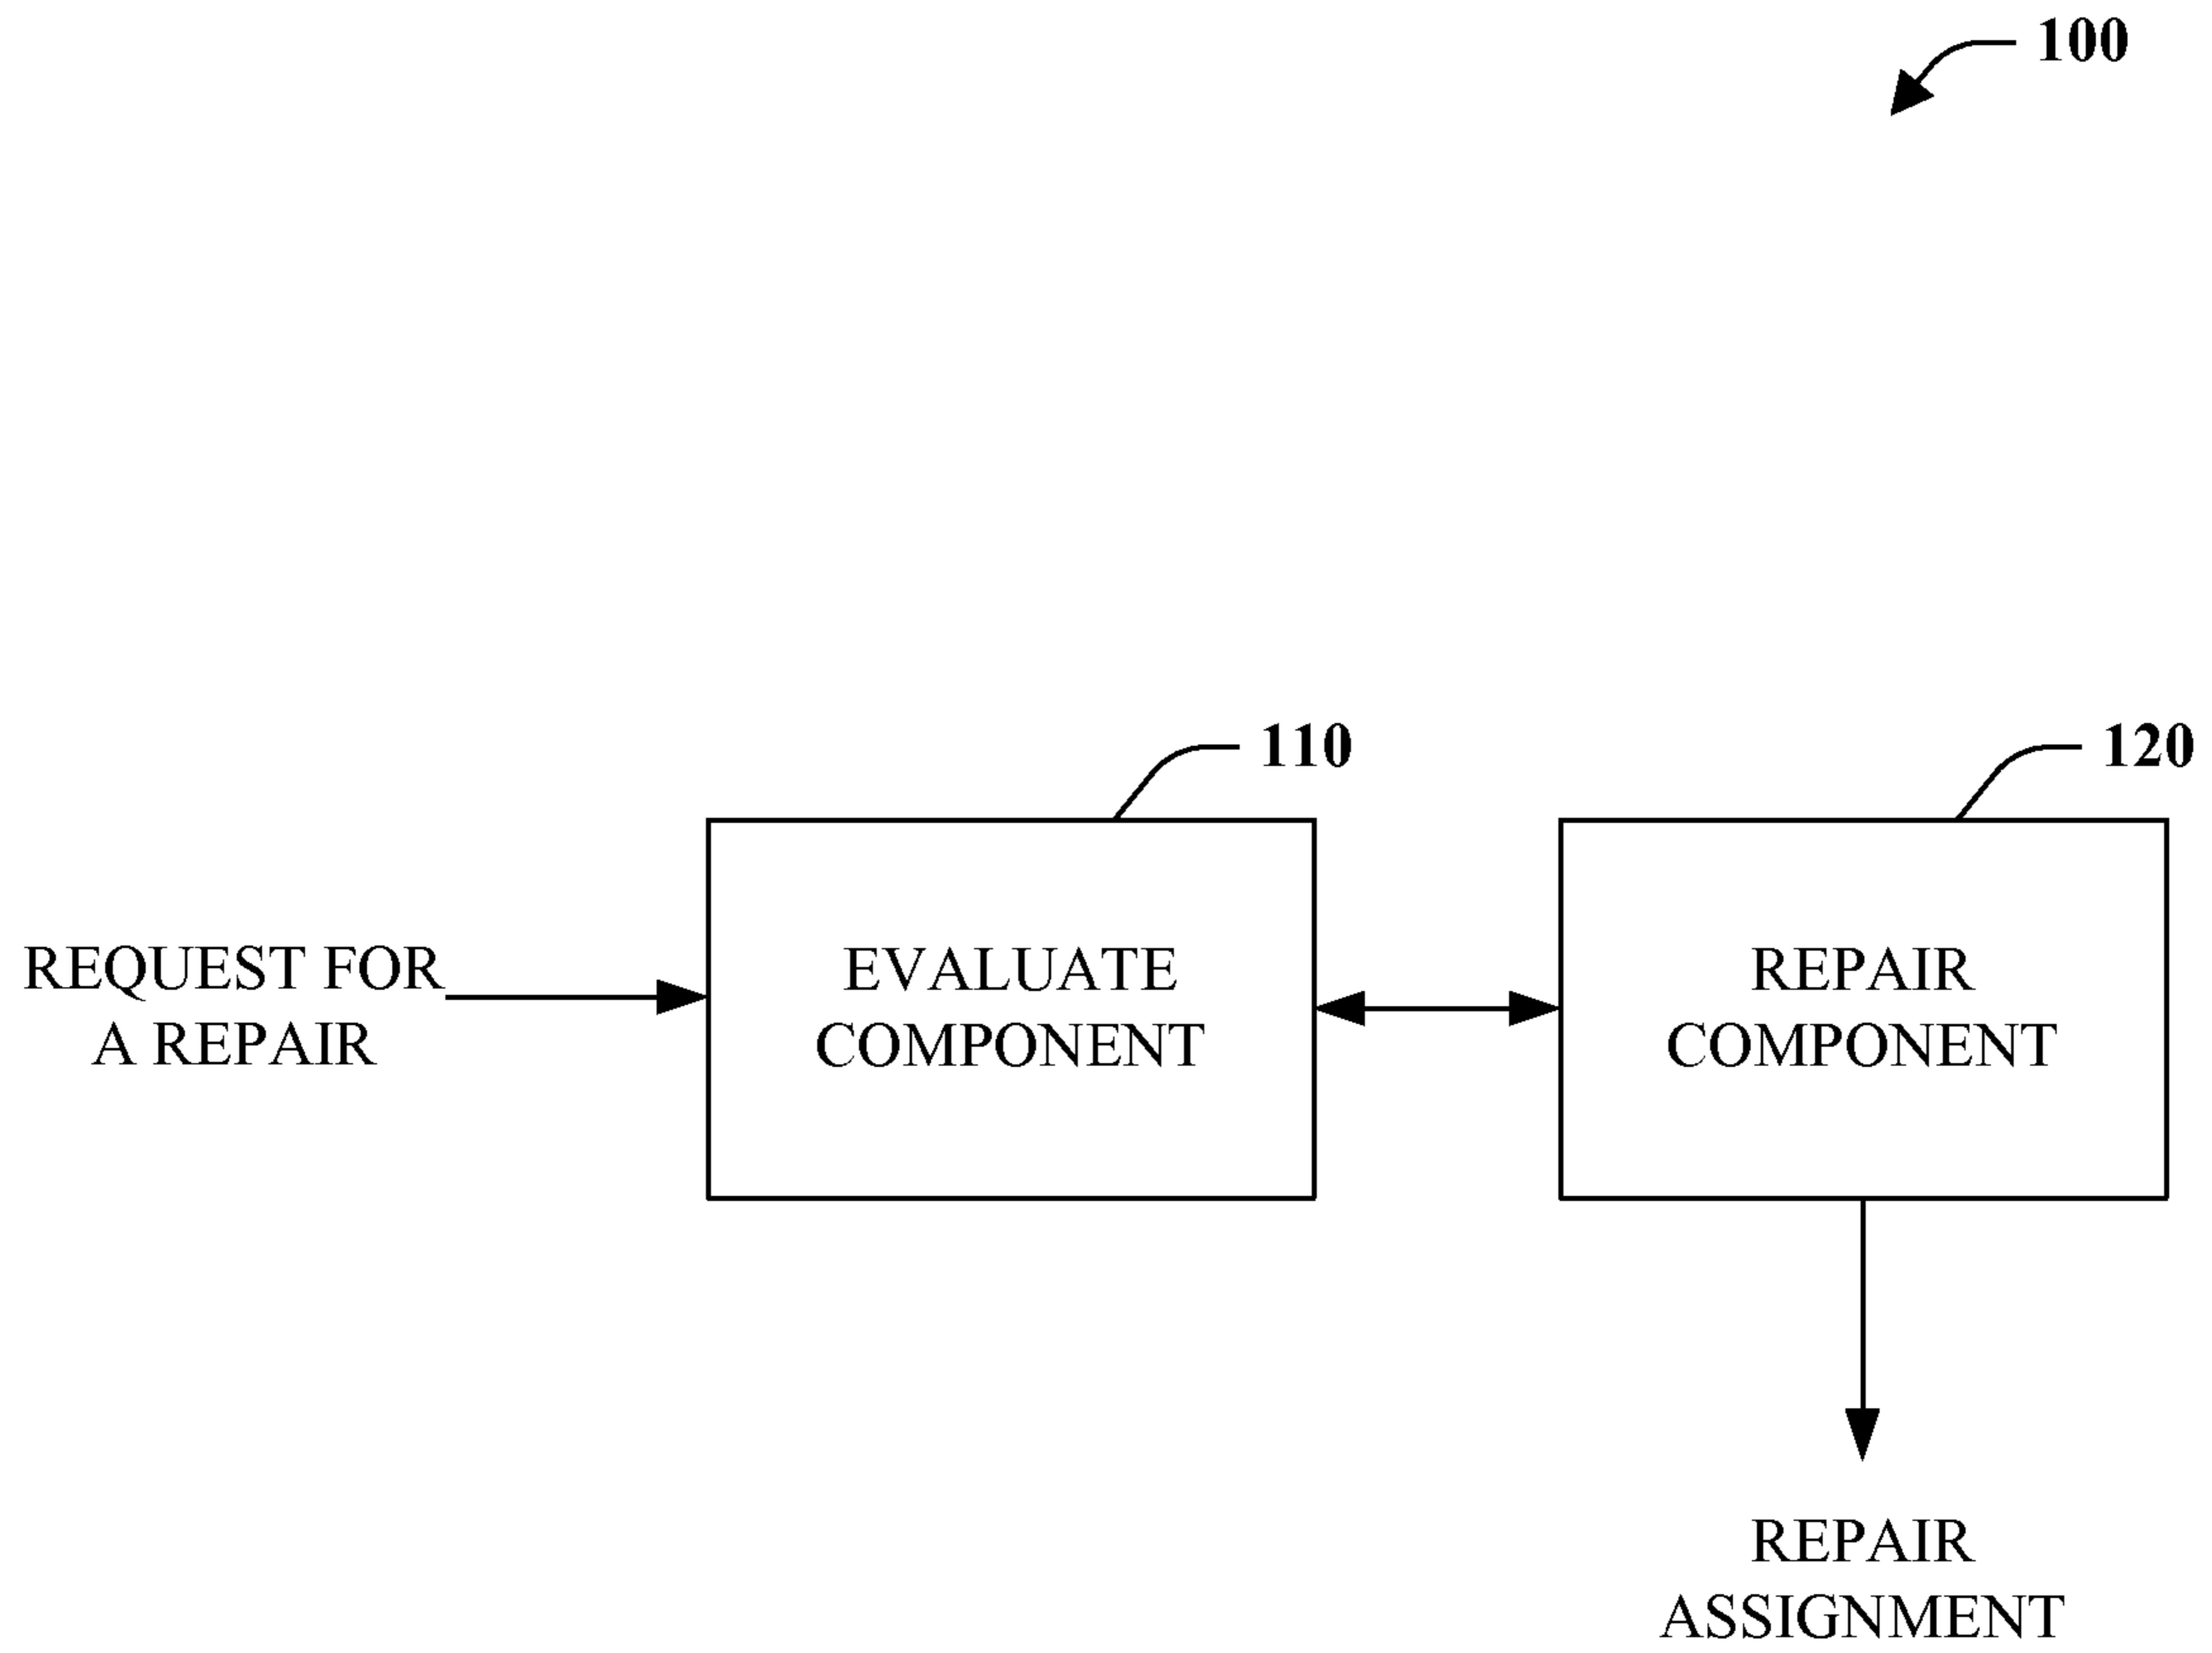 100
110
120
REQUEST FOR
A REPAIR
EVALUATE
COMPONENT
REPAIR
COMPONENT
REPAIR
ASSIGNMENT